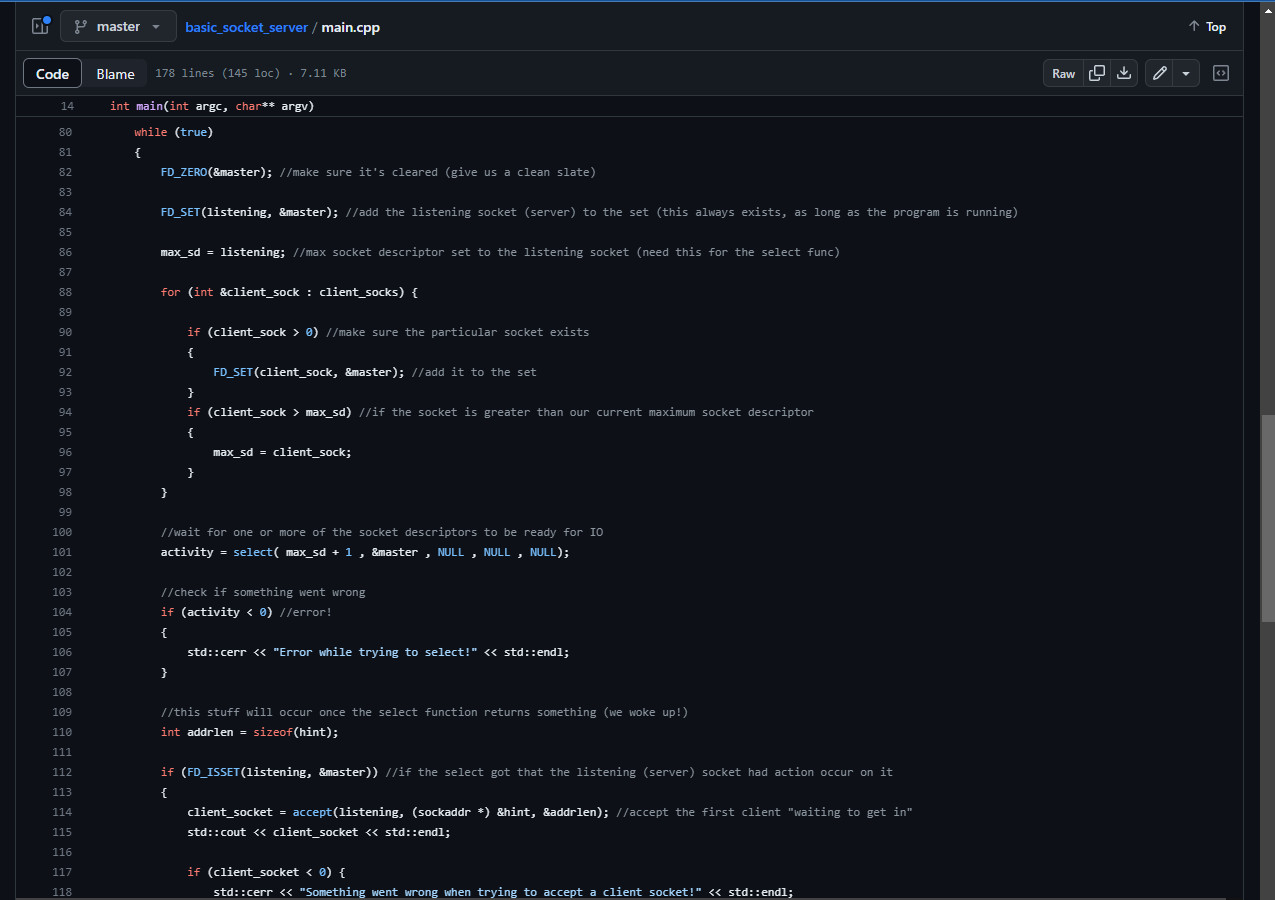 master basic_socket_server / main.cpp Top
Code Blame 178 lines (145 loc) · 7.11 KB Raw
14 int main(int argc, char** argv)
80 while (true)
81 {
82 FD_ZERO(&master); //make sure it's cleared (give us a clean slate)
83
84 FD_SET(listening, &master); //add the listening socket (server) to the set (this always exists, as long as the program is running)
85
86 max_sd = listening; //max socket descriptor set to the listening socket (need this for the select func)
87
88 for (int &client_sock : client_socks) {
89
90 if (client_sock > 0) //make sure the particular socket exists
91 {
92 FD_SET(client_sock, &master); //add it to the set
93 }
94 if (client_sock > max_sd) //if the socket is greater than our current maximum socket descriptor
95 {
96 max_sd = client_sock;
97 }
98 }
99
100 //wait for one or more of the socket descriptors to be ready for IO
101 activity = select( max_sd + 1 , &master , NULL , NULL , NULL);
102
103 //check if something went wrong
104 if (activity < 0) //error!
105 {
106 std::cerr << "Error while trying to select!" << std::endl;
107 }
108
109 //this stuff will occur once the select function returns something (we woke up!)
110 int addrlen = sizeof(hint);
111
112 if (FD_ISSET(listening, &master)) //if the select got that the listening (server) socket had action occur on it
113 {
114 client_socket = accept(listening, (sockaddr *) &hint, &addrlen); //accept the first client "waiting to get in"
115 std::cout << client_socket << std::endl;
116
117 if (client_socket < 0) {
118 std::cerr << "Something went wrong when trying to accept a client socket!" << std::endl;